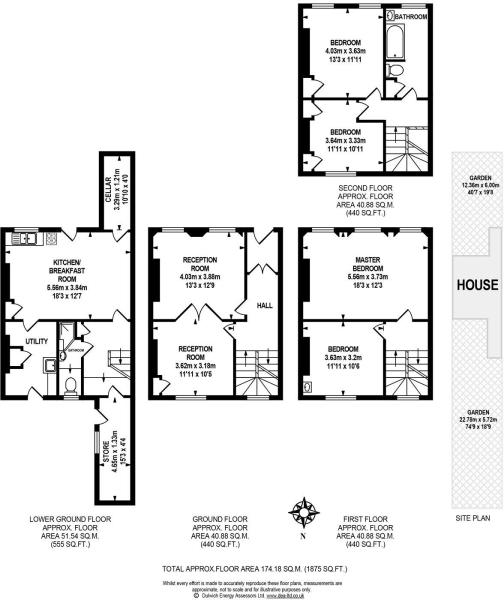 BATHROOM
BEDROOM
4.03m x 3.63m
13'3 x 11'11
BEDROOM
3.64m x 3.33m
11'11 x 10'11
SECOND FLOOR
APPROX. FLOOR
AREA 40.88 SQ.M.
(440 SQ.FT.)
CELLAR
3.29m x 1.21m
10'10 x 4'0
KITCHEN/
BREAKFAST
ROOM
5.56m x 3.84m
18'3 x 12'7
UTILITY
BATHROOM
STORE
4.65m x 1.33m
15'3 x 4'4
LOWER GROUND FLOOR
APPROX. FLOOR
AREA 51.54 SQ.M.
(555 SQ.FT.)
RECEPTION
ROOM
4.03m x 3.88m
13'3 x 12'9
HALL
RECEPTION
ROOM
3.62m x 3.18m
11'11 x 10'5
GROUND FLOOR
APPROX. FLOOR
AREA 40.88 SQ.M.
(440 SQ.FT.)
MASTER
BEDROOM
5.56m x 3.73m
18'3 x 12'3
BEDROOM
3.63m x 3.2m
11'11 x 10'6
FIRST FLOOR
APPROX. FLOOR
AREA 40.88 SQ.M.
(440 SQ.FT.)
N
GARDEN
12.36m x 6.00m
40'7 x 19'8
HOUSE
GARDEN
22.78m x 5.72m
74'9 x 18'9
SITE PLAN
TOTAL APPROX.FLOOR AREA 174.18 SQ.M. (1875 SQ.FT.)
Whilst every effort is made to accurately reproduce these floor plans, measurements are
approximate, not to scale and for illustrative purposes only.
© Dulwich Energy Assessors Ltd. www.dea-ltd.co.uk